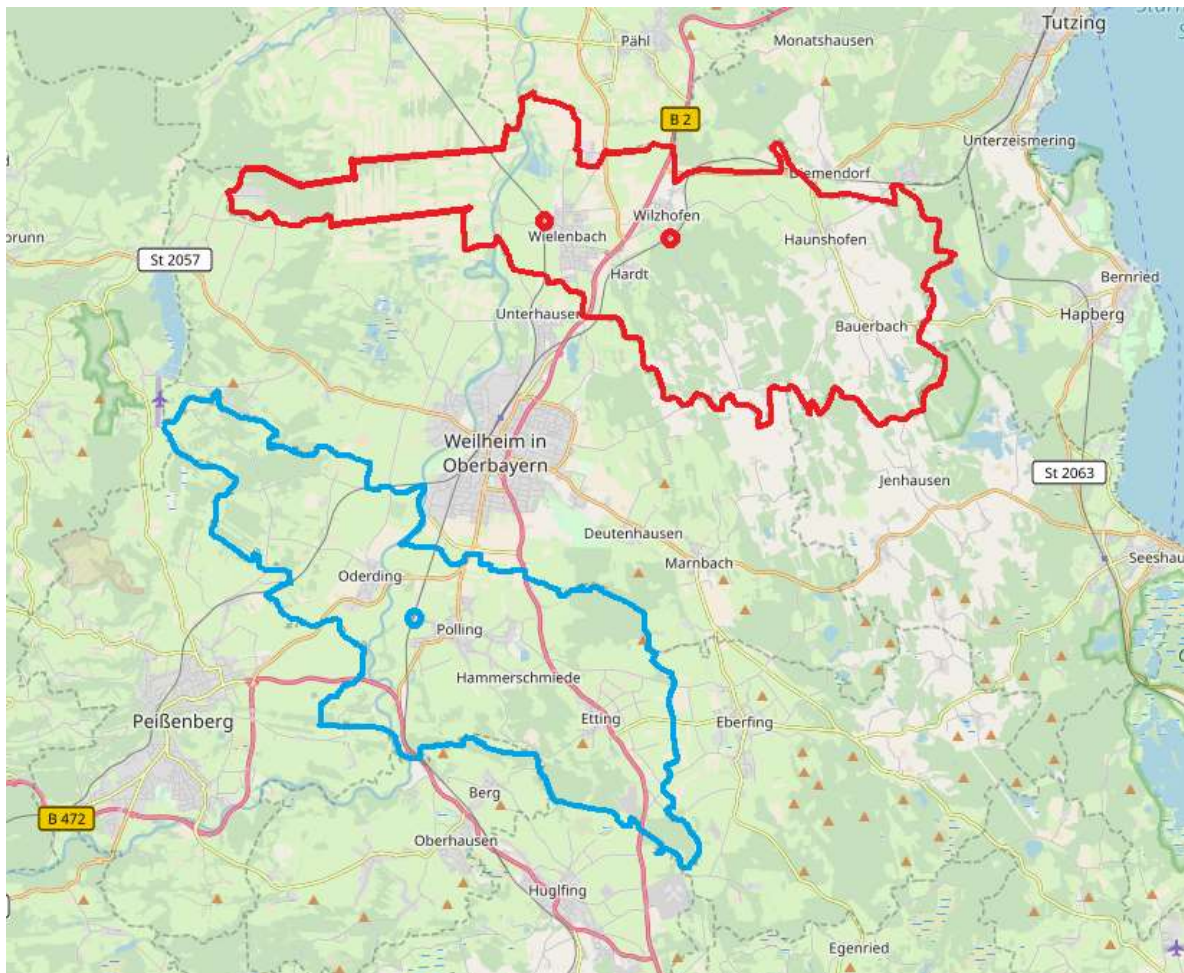 Tutzing
Pähl
Monatshausen
B 2
Unterzeismering
Diemendorf
Wilzhofen
Wielenbach
Haunshofen
St 2057
Hardt
Bernried
Unterhausen
Bauerbach
Hapberg
Weilheim in
Oberbayern
St 2063
Jenhausen
Deutenhausen
Marnbach
Seeshau
Oderding
Polling
Hammerschmiede
Peißenberg
Etting
Eberfing
Berg
B 472
Oberhausen
Huglfing
Egenried